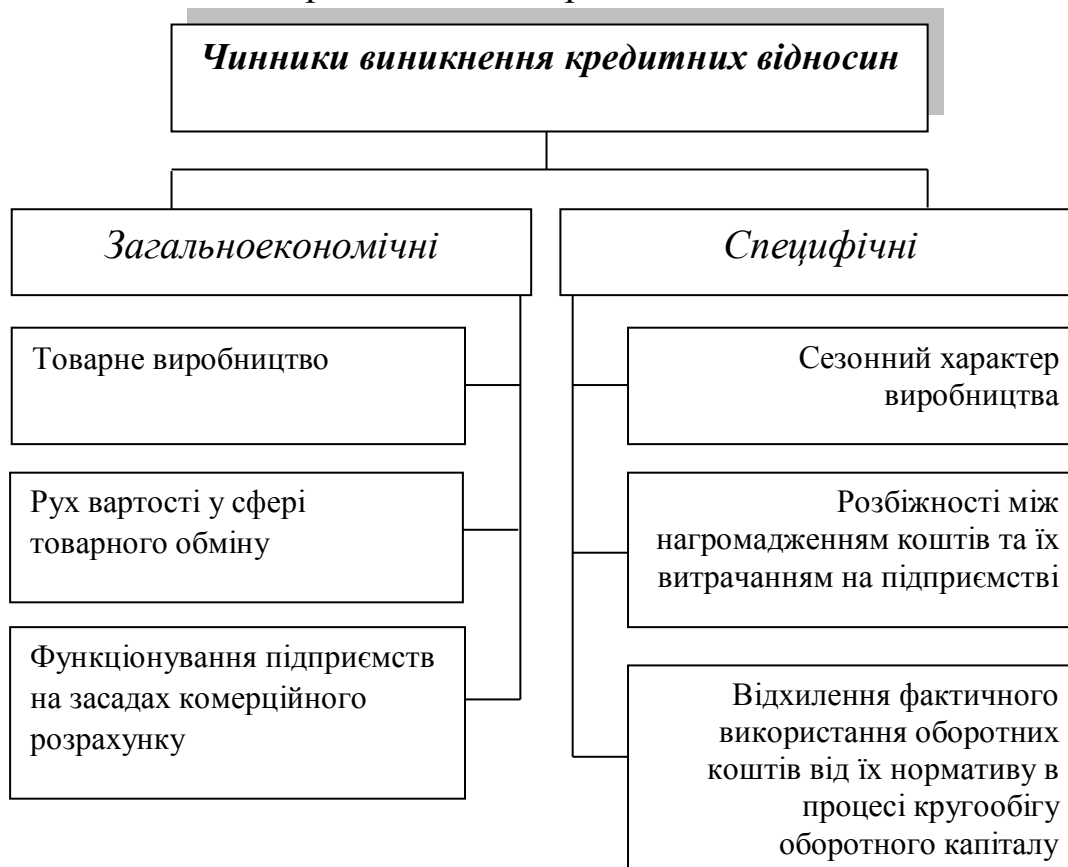 Чинники виникнення кредитних відносин
Загальноекономічні
Товарне виробництво
Рух вартості у сфері
товарного обміну
Функціонування підприємств
на засадах комерційного
розрахунку
Специфічні
Сезонний характер
виробництва
Розбіжності між
нагромадженням коштів та їх
витрачанням на підприємстві
Відхилення фактичного
використання оборотних
коштів від їх нормативу в
процесі кругообігу
оборотного капіталу